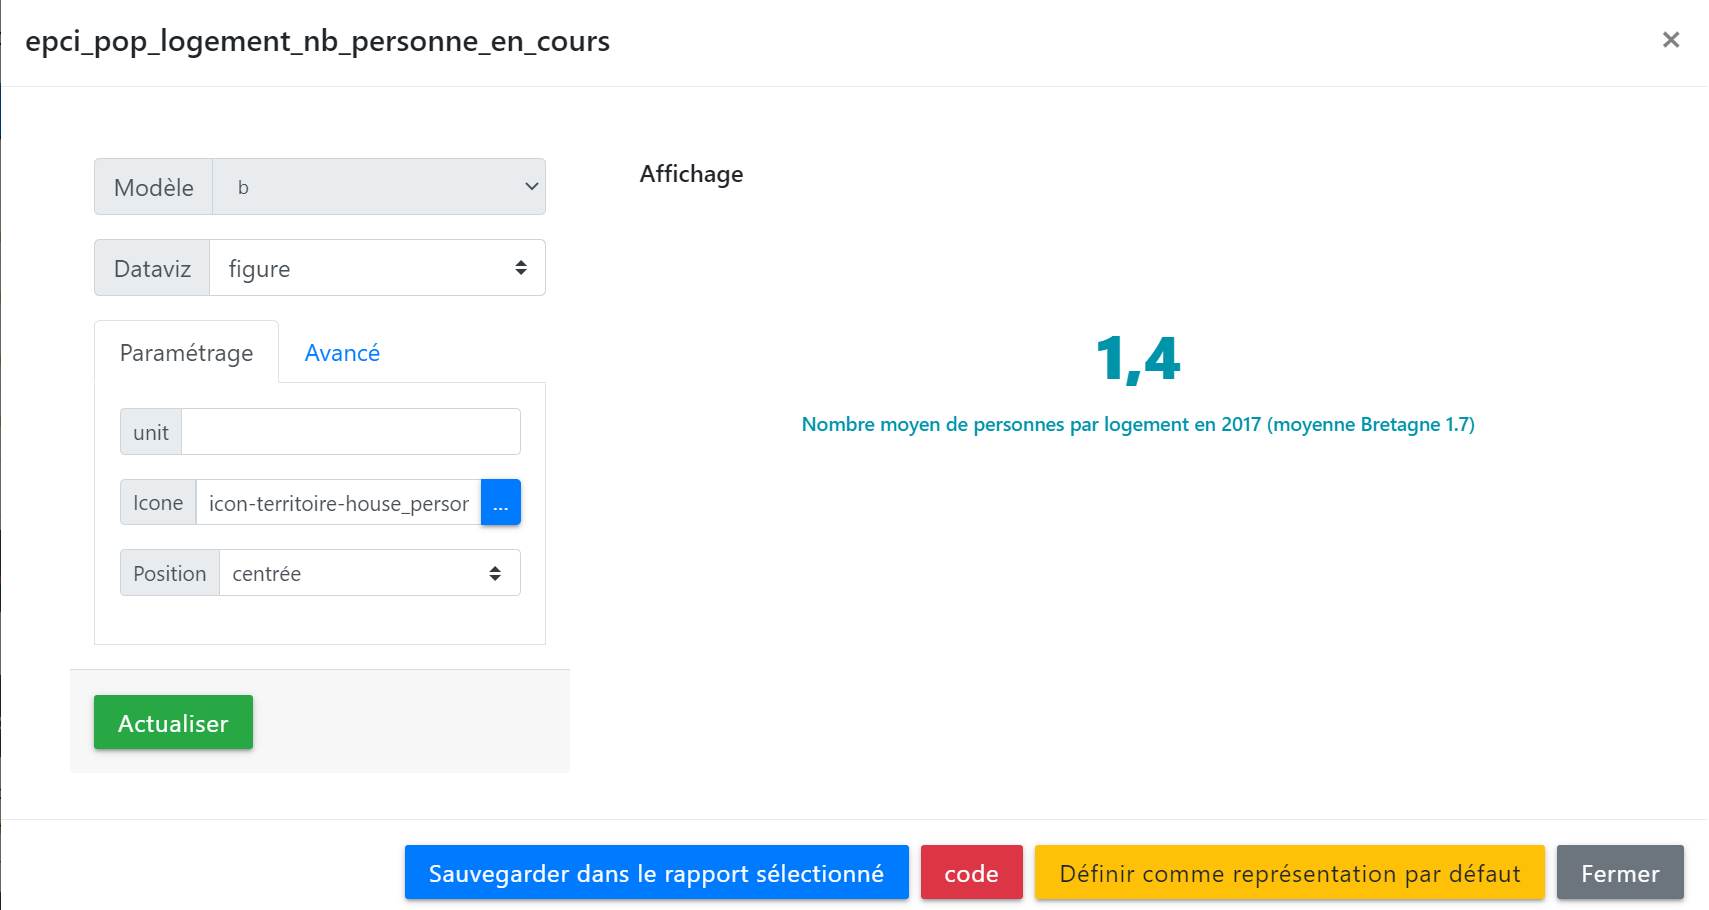 epci_pop_logement_nb_personne_en_cours
×
Modèle b
Dataviz figure
Paramétrage Avancé
unit
Icone icon-territoire-house_persor ...
Position centrée
Actualiser
Affichage
1,4
Nombre moyen de personnes par logement en 2017 (moyenne Bretagne 1.7)
Sauvegarder dans le rapport sélectionné code Définir comme représentation par défaut Fermer